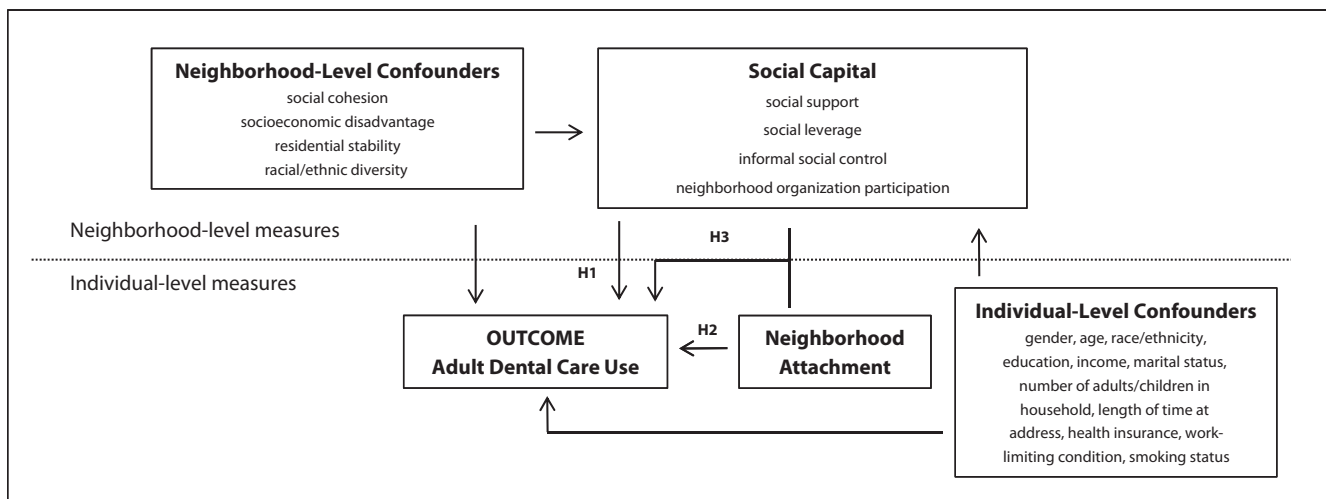 Neighborhood-Level Confounders
social cohesion
socioeconomic disadvantage
residential stability
racial/ethnic diversity
Social Capital
social support
social leverage
informal social control
neighborhood organization participation
Neighborhood-level measures
H3
H1
Individual-level measures
OUTCOME
Adult Dental Care Use
H2
Neighborhood
Attachment
Individual-Level Confounders
gender, age, race/ethnicity,
education, income, marital status,
number of adults/children in
household, length of time at
address, health insurance, work-
limiting condition, smoking status